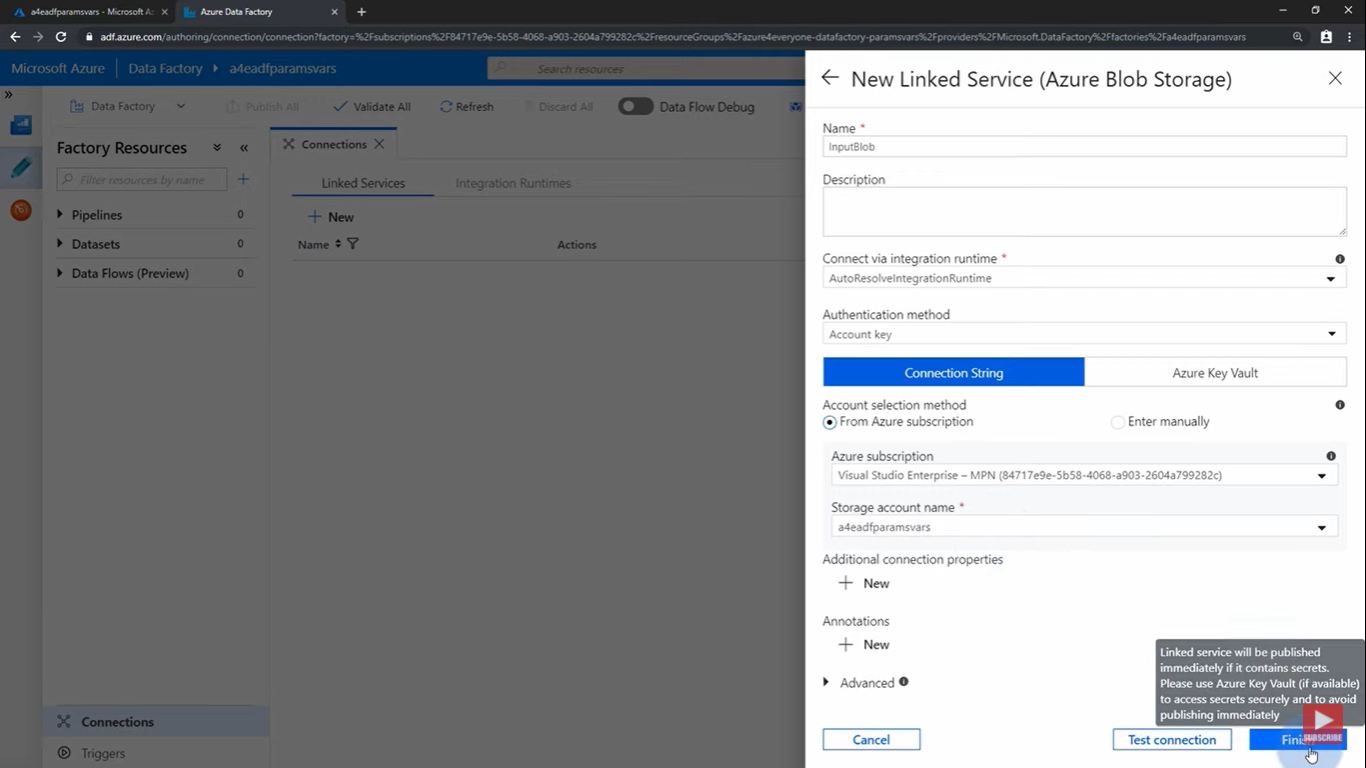 a4eadfparamsvars - Microsoft A
Azure Data Factory
adf.azure.com/authoring/connection/connection?factory=%2Fsubscriptions%2F84717e9e-5b58-4068-a903-2604a799282c%2FresourceGroups%2Fazure4everyone-datafactory-paramsvars%2Fproviders%2FMicrosoft.DataFactory%2Ffactories%2Fa4eadfparamsvars
Microsoft Azure
Data Factory
a4eadfparamsvars
Search resources
Data Factory
Publish All
Validate All
Refresh
Discard All
Data Flow Debug
Factory Resources
Filter resources by name
Pipelines 0
Datasets 0
Data Flows (Preview) 0
Connections
Triggers
Connections
Linked Services
Integration Runtimes
New
Name
Actions
New Linked Service (Azure Blob Storage)
Name *
InputBlob
Description
Connect via integration runtime *
AutoResolveIntegrationRuntime
Authentication method
Account key
Connection String
Azure Key Vault
Account selection method
From Azure subscription
Enter manually
Azure subscription
Visual Studio Enterprise – MPN (84717e9e-5b58-4068-a903-2604a799282c)
Storage account name *
a4eadfparamsvars
Additional connection properties
New
Annotations
New
Advanced
Linked service will be published
immediately if it contains secrets.
Please use Azure Key Vault (if available)
to access secrets securely and to avoid
publishing immediately
SUBSCRIBE
Cancel
Test connection